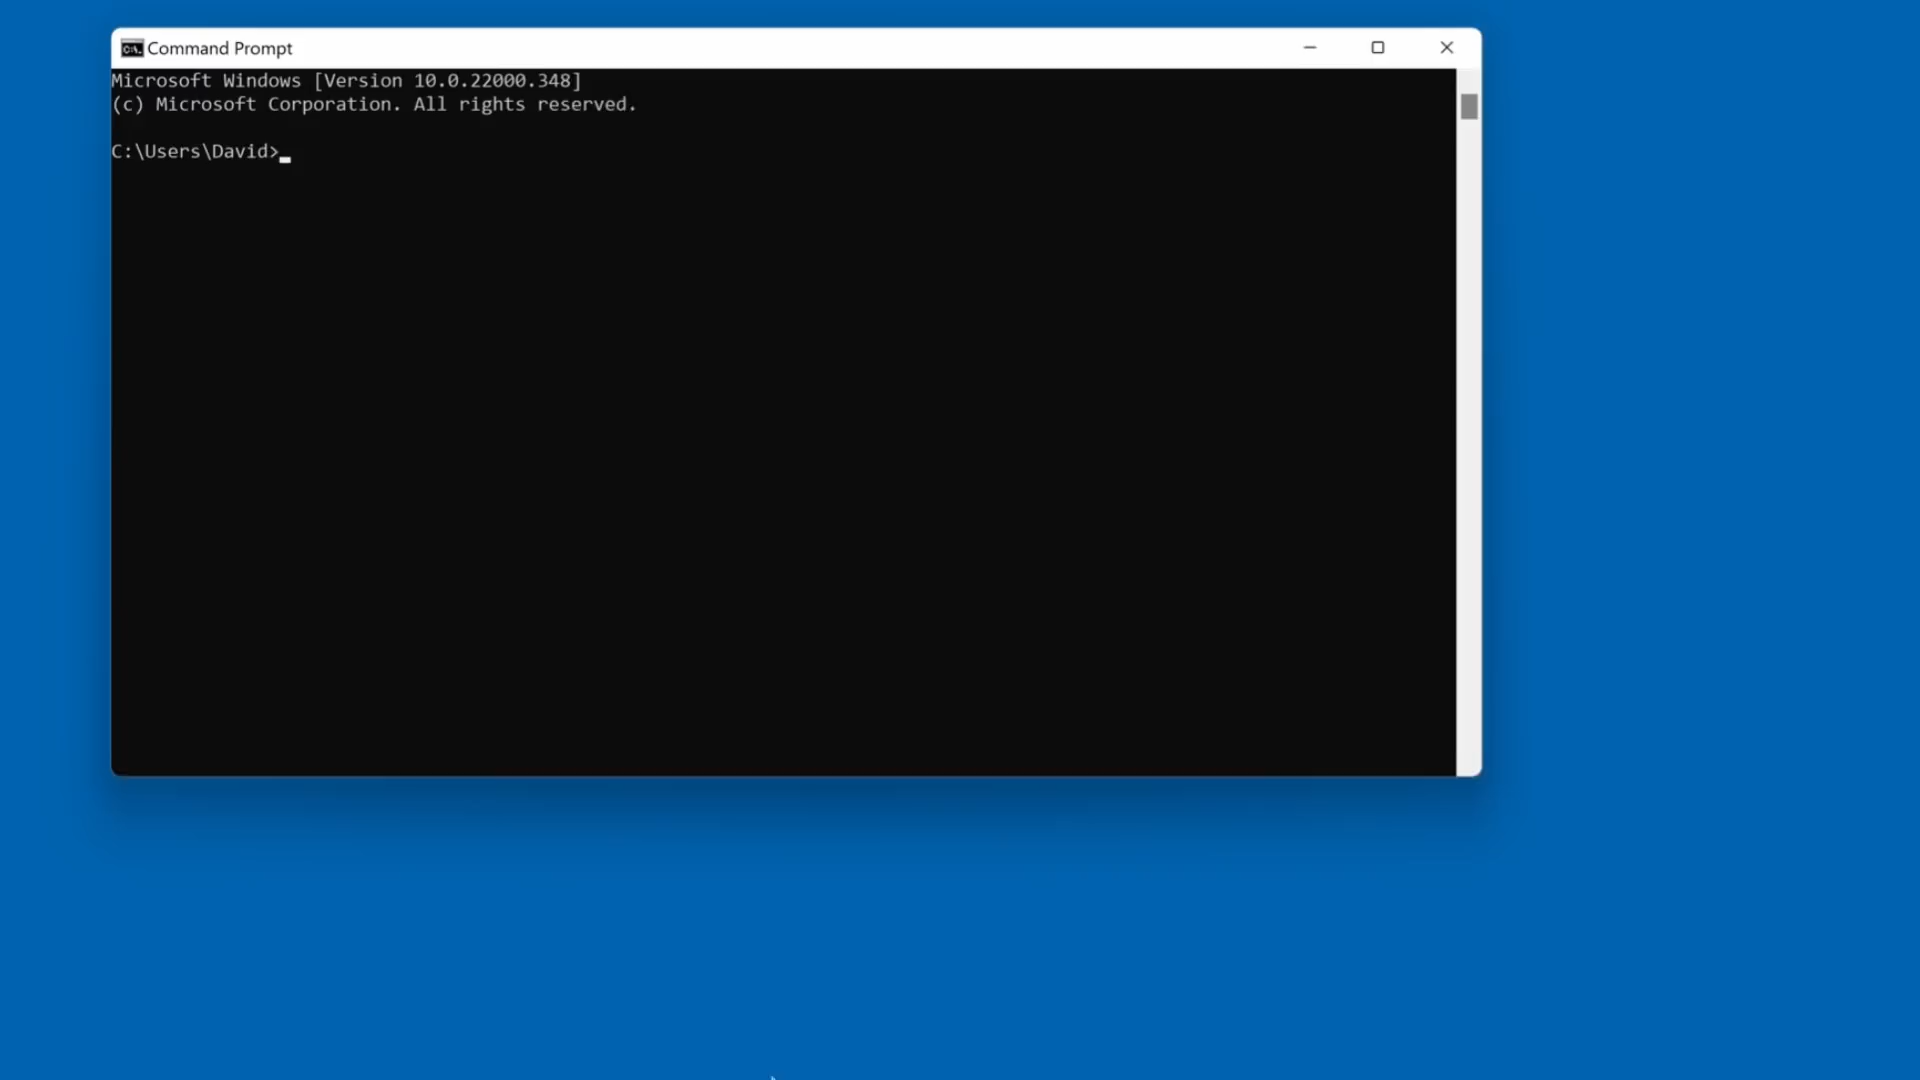 Command Prompt
Microsoft Windows [Version 10.0.22000.348]
(c) Microsoft Corporation. All rights reserved.
C:\Users\David>